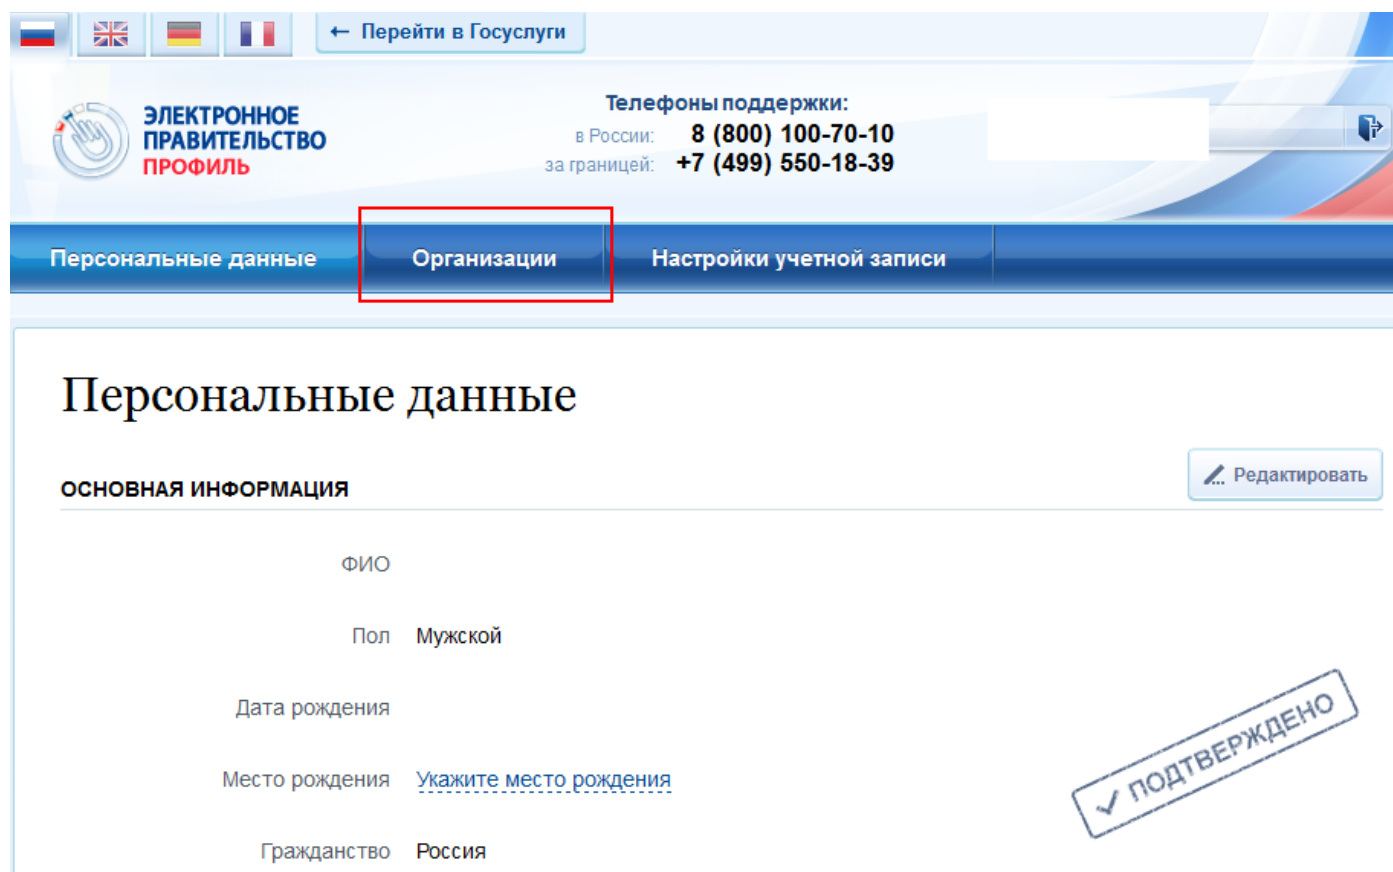 ← Перейти в Госуслуги
ЭЛЕКТРОННОЕ
ПРАВИТЕЛЬСТВО
ПРОФИЛЬ
Телефоны поддержки:
в России: 8 (800) 100-70-10
за границей: +7 (499) 550-18-39
Персональные данные Организации Настройки учетной записи
Персональные данные
ОСНОВНАЯ ИНФОРМАЦИЯ
Редактировать
ФИО
Пол Мужской
Дата рождения
Место рождения Укажите место рождения
Гражданство Россия
✓ ПОДТВЕРЖДЕНО